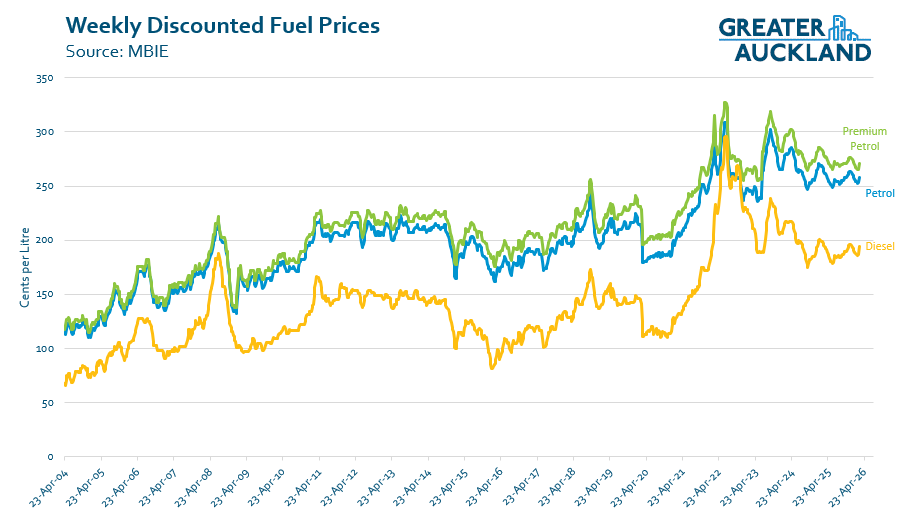 Weekly Discounted Fuel Prices
Source: MBIE
GREATER
AUCKLAND
350
300
250
200
150
100
50
0
Cents per Litre
Premium
Petrol
Petrol
Diesel
23-Apr-04
23-Apr-05
23-Apr-06
23-Apr-07
23-Apr-08
23-Apr-09
23-Apr-10
23-Apr-11
23-Apr-12
23-Apr-13
23-Apr-14
23-Apr-15
23-Apr-16
23-Apr-17
23-Apr-18
23-Apr-19
23-Apr-20
23-Apr-21
23-Apr-22
23-Apr-23
23-Apr-24
23-Apr-25
23-Apr-26